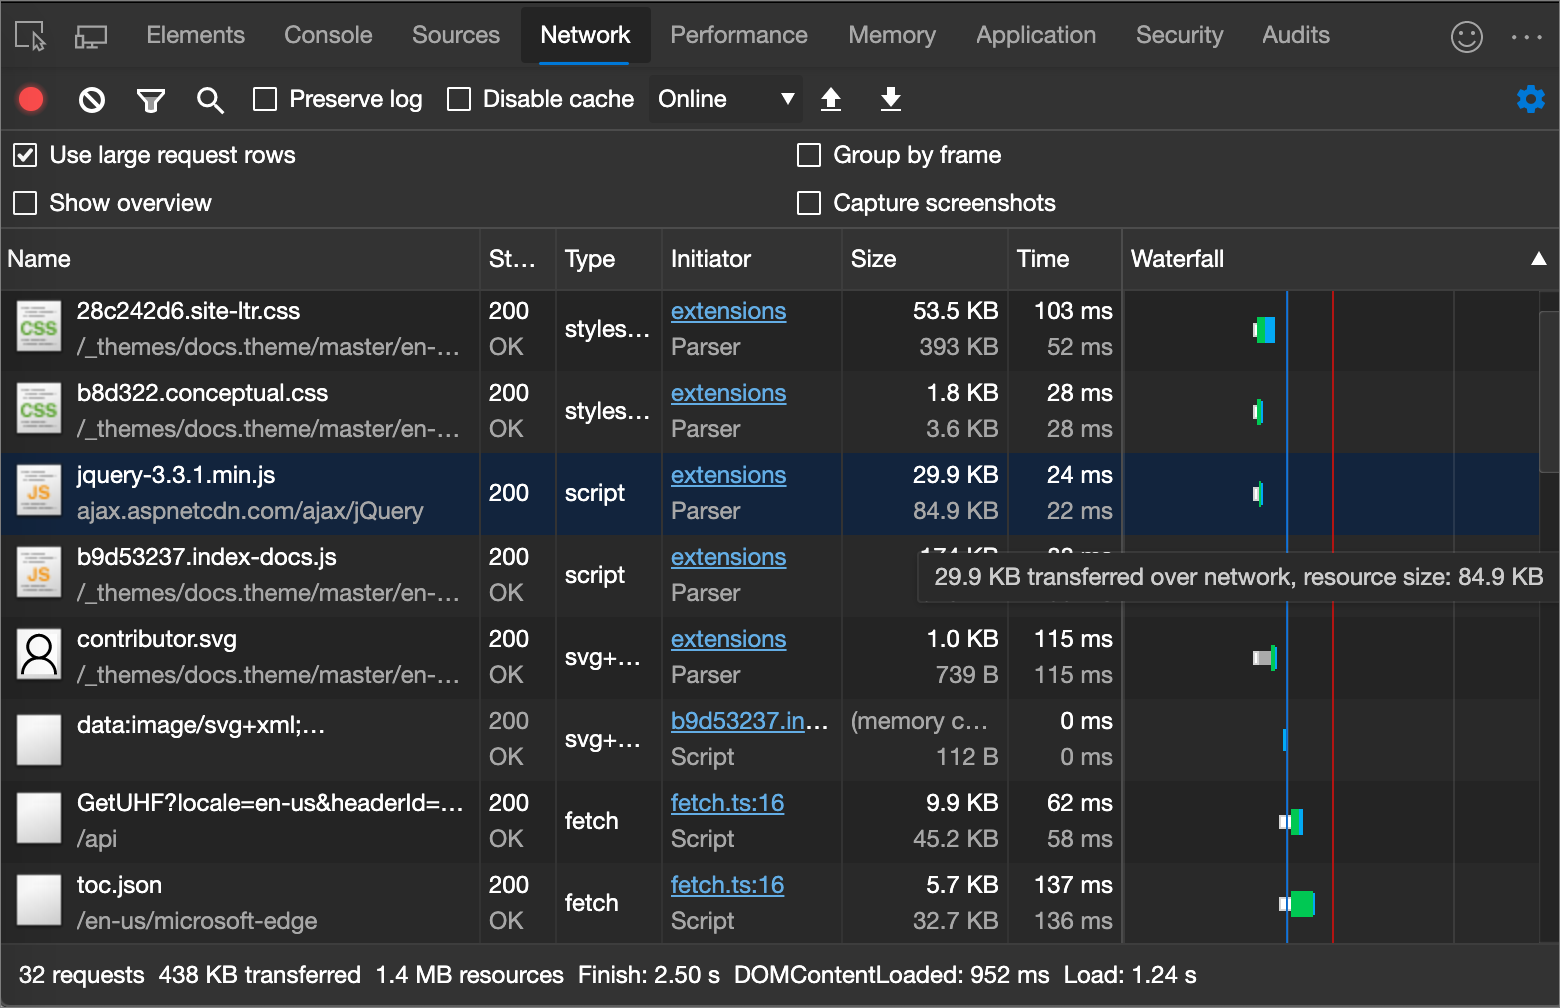 Elements Console Sources Network Performance Memory Application Security Audits
Preserve log Disable cache Online
Use large request rows Group by frame
Show overview Capture screenshots
Name St... Type Initiator Size Time Waterfall
CSS 28c242d6.site-ltr.css 200 extensions 53.5 KB 103 ms
styles...
/_themes/docs.theme/master/en-... OK Parser 393 KB 52 ms
CSS b8d322.conceptual.css 200 extensions 1.8 KB 28 ms
styles...
/_themes/docs.theme/master/en-... OK Parser 3.6 KB 28 ms
JS jquery-3.3.1.min.js extensions 29.9 KB 24 ms
200 script
ajax.aspnetcdn.com/ajax/jQuery Parser 84.9 KB 22 ms
JS b9d53237.index-docs.js 200 extensions
script
29.9 KB transferred over network, resource size: 84.9 KB
/_themes/docs.theme/master/en-... OK Parser
contributor.svg 200 extensions 1.0 KB 115 ms
svg+...
/_themes/docs.theme/master/en-... OK Parser 739 B 115 ms
data:image/svg+xml;... 200 b9d53237.in... (memory c... 0 ms
svg+...
OK Script 112 B 0 ms
GetUHF?locale=en-us&headerId=... 200 fetch.ts:16 9.9 KB 62 ms
fetch
/api OK Script 45.2 KB 58 ms
toc.json 200 fetch.ts:16 5.7 KB 137 ms
fetch
/en-us/microsoft-edge OK Script 32.7 KB 136 ms
32 requests 438 KB transferred 1.4 MB resources Finish: 2.50 s DOMContentLoaded: 952 ms Load: 1.24 s